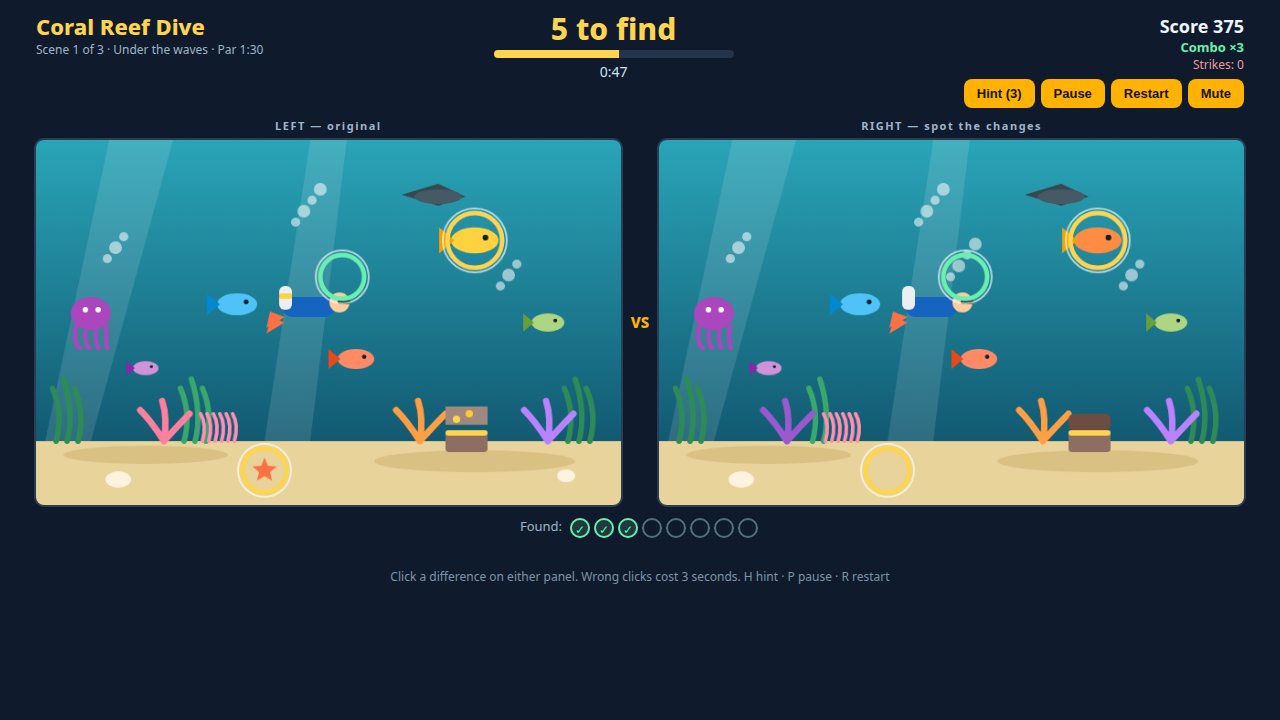 Coral Reef Dive
Scene 1 of 3 · Under the waves · Par 1:30
5 to find
0:47
Score 375
Combo ×3
Strikes: 0
Hint (3)
Pause
Restart
Mute
LEFT — original
RIGHT — spot the changes
VS
Found: ✓ ✓ ✓
Click a difference on either panel. Wrong clicks cost 3 seconds. H hint · P pause · R restart